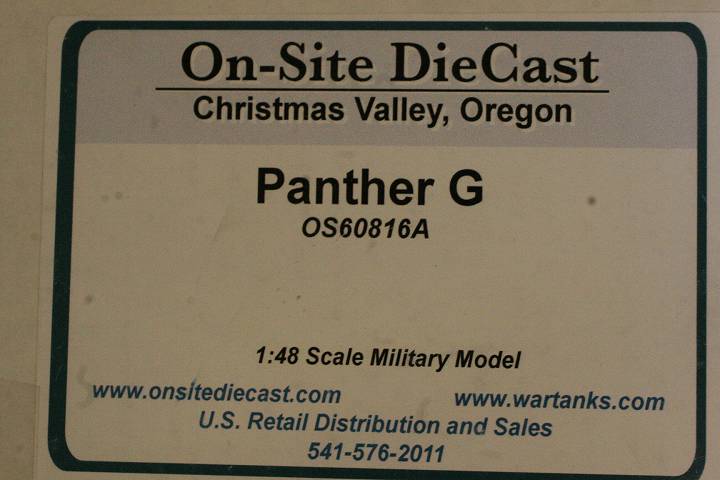 On-Site DieCast
Christmas Valley, Oregon
Panther G
OS60816A
1:48 Scale Military Model
www.onsitediecast.com www.wartanks.com
U.S. Retail Distribution and Sales
541-576-2011